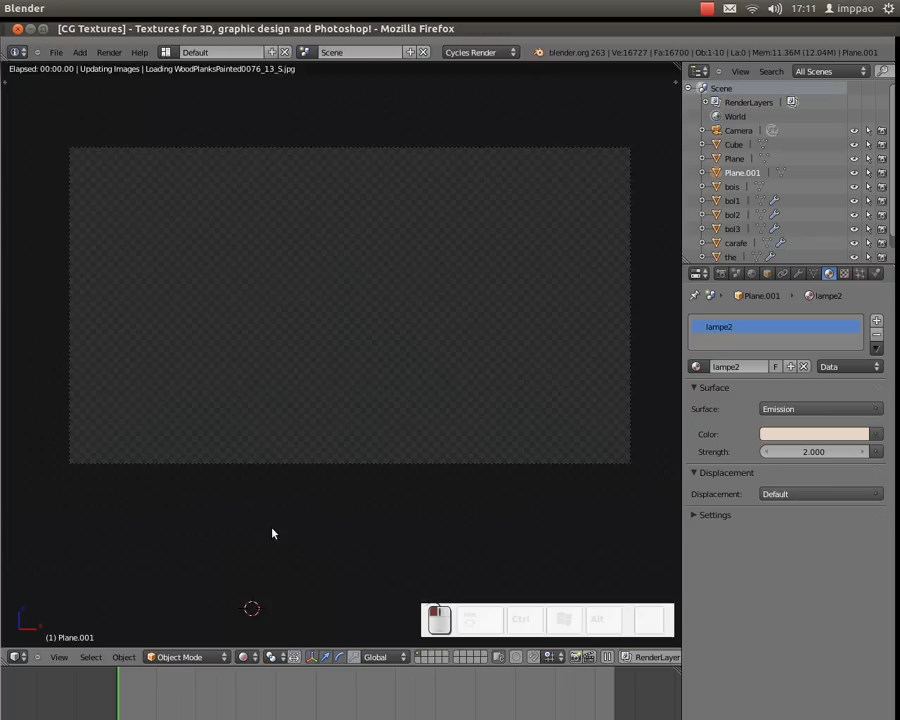 Blender
17:11 imppao
[CG Textures] - Textures for 3D, graphic design and Photoshop! - Mozilla Firefox
File Add Render Help Default Scene Cycles Render blender.org 263 | Ve:16727 | Fa:16700 | Ob:1-10 | La:0 | Mem:11.36M (12.04M) | Plane.001
Elapsed: 00:00.00 | Updating Images | Loading WoodPlanksPainted0076_13_S.jpg
View Search All Scenes
Scene
RenderLayers
World
Camera
Cube
Plane
Plane.001
bois
bol1
bol2
bol3
carafe
the
Plane.001 lampe2
lampe2
lampe2 F Data
Surface
Surface: Emission
Color:
Strength: 2.000
Displacement
Displacement: Default
Settings
Ctrl Alt
(1) Plane.001
View Select Object Object Mode Global RenderLayer